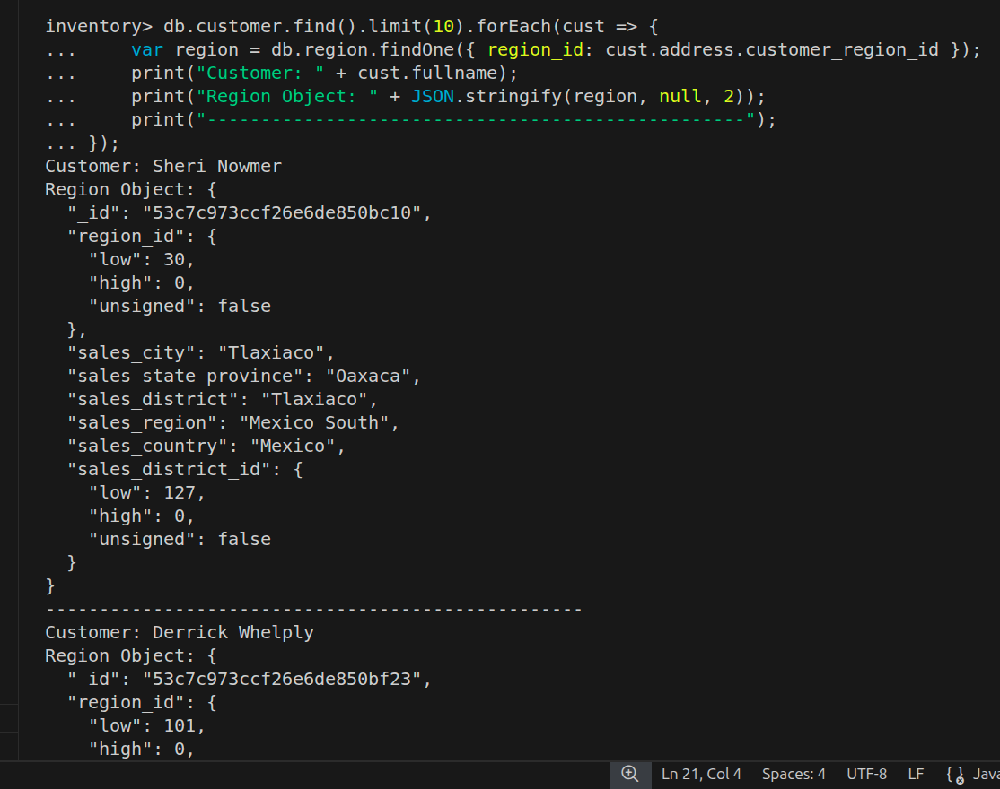 inventory> db.customer.find().limit(10).forEach(cust => {
...     var region = db.region.findOne({ region_id: cust.address.customer_region_id });
...     print("Customer: " + cust.fullname);
...     print("Region Object: " + JSON.stringify(region, null, 2));
...     print("--------------------------------------------------");
... });
Customer: Sheri Nowmer
Region Object: {
  "_id": "53c7c973ccf26e6de850bc10",
  "region_id": {
    "low": 30,
    "high": 0,
    "unsigned": false
  },
  "sales_city": "Tlaxiaco",
  "sales_state_province": "Oaxaca",
  "sales_district": "Tlaxiaco",
  "sales_region": "Mexico South",
  "sales_country": "Mexico",
  "sales_district_id": {
    "low": 127,
    "high": 0,
    "unsigned": false
  }
}
--------------------------------------------------
Customer: Derrick Whelply
Region Object: {
  "_id": "53c7c973ccf26e6de850bf23",
  "region_id": {
    "low": 101,
    "high": 0,
Ln 21, Col 4 Spaces: 4 UTF-8 LF {} Java